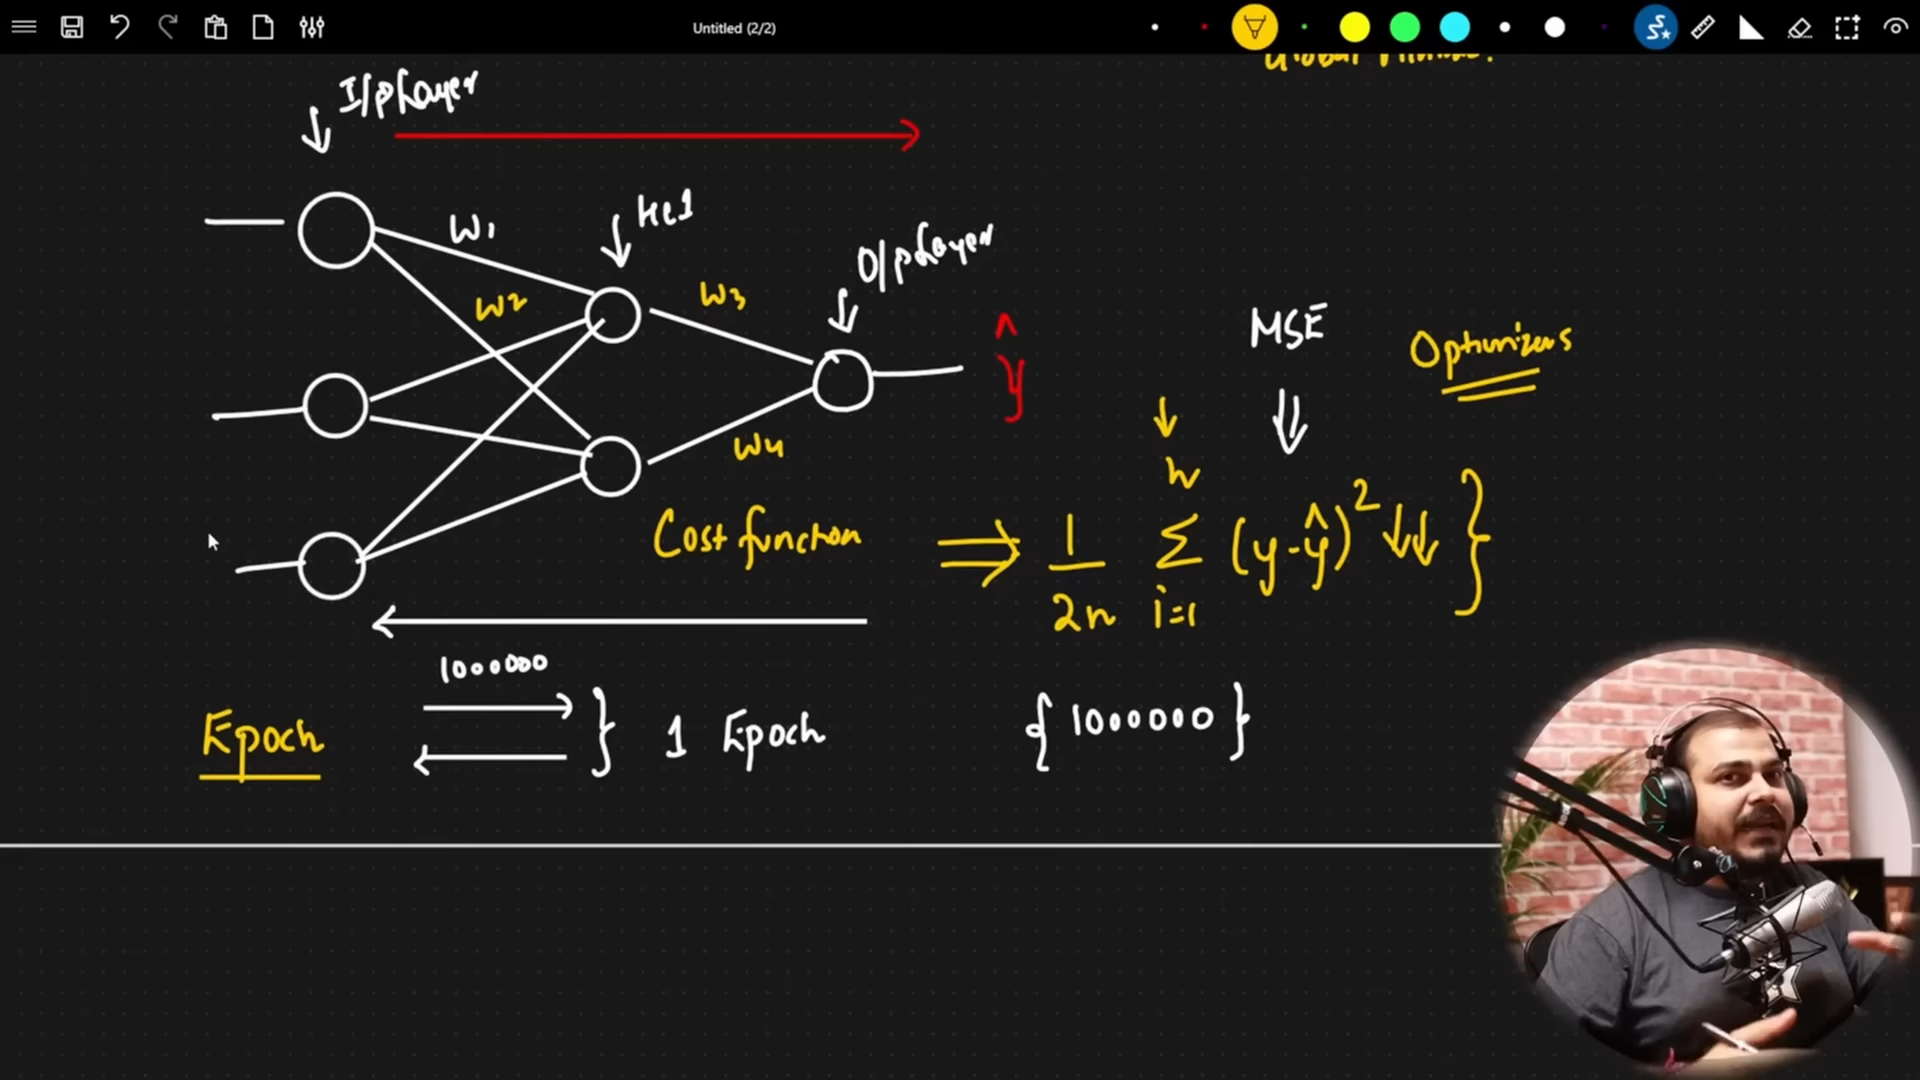 Untitled (2/2)
I/p Layer
HL1
W1
O/p Layer
W2
W3
ŷ
MSE
Optimizers
W4
Cost function ⇒ 1/2n n Σ i=1 (y-ŷ)² ↓↓ }
1000000
Epoch } 1 Epoch { 1000000 }